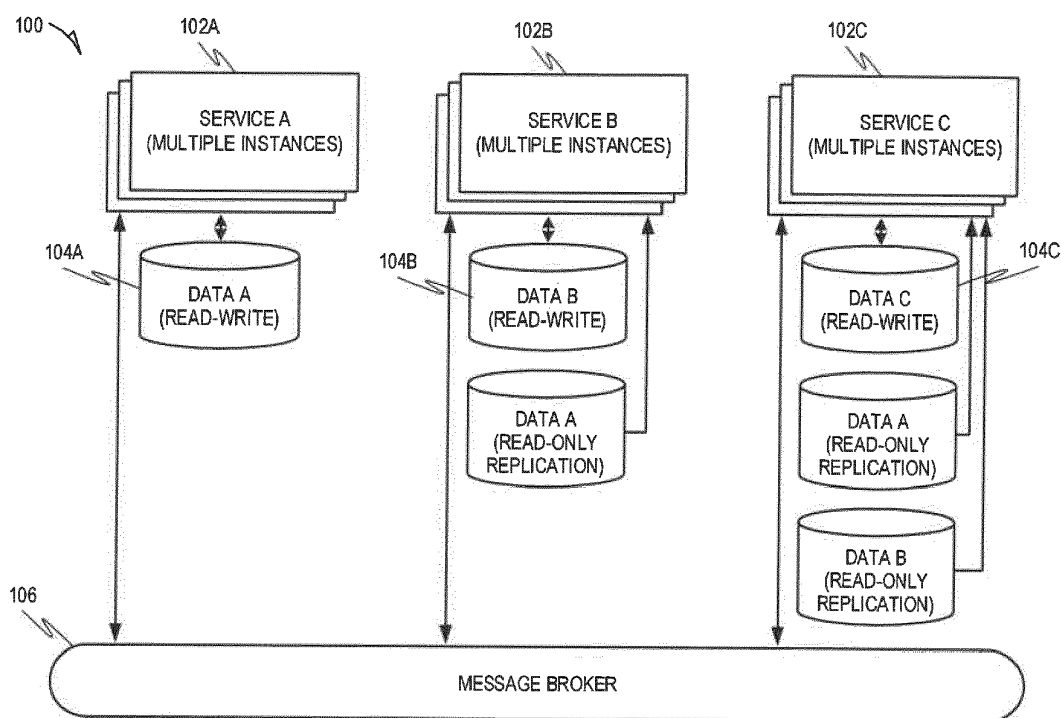 100
102A
102B
102C
SERVICE A
(MULTIPLE INSTANCES)
SERVICE B
(MULTIPLE INSTANCES)
SERVICE C
(MULTIPLE INSTANCES)
104A
DATA A
(READ-WRITE)
104B
DATA B
(READ-WRITE)
104C
DATA C
(READ-WRITE)
DATA A
(READ-ONLY
REPLICATION)
DATA A
(READ-ONLY
REPLICATION)
DATA B
(READ-ONLY
REPLICATION)
106
MESSAGE BROKER